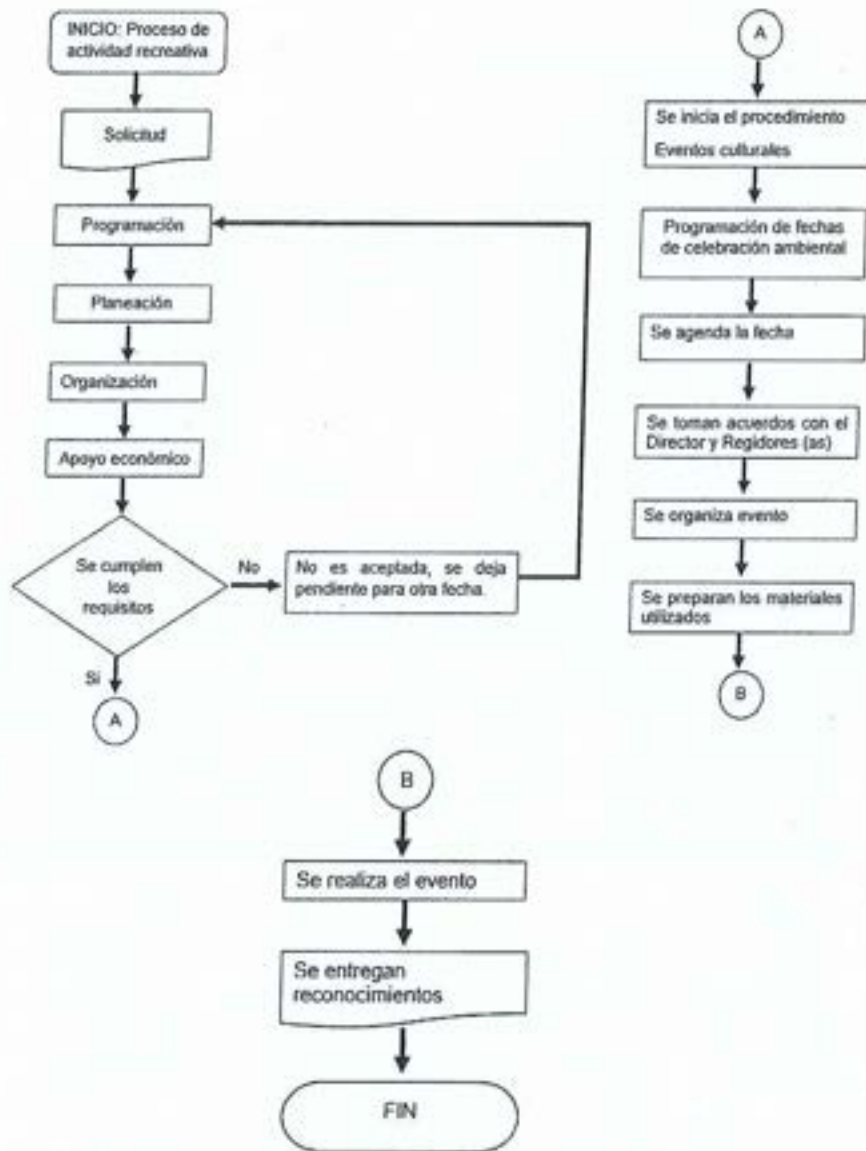 INICIO: Proceso de
actividad recreativa
Solicitud
Programación
Planeación
Organización
Apoyo económico
Se cumplen
los
requisitos
No
No es aceptada, se deja
pendiente para otra fecha.
Si
A
A
Se inicia el procedimiento
Eventos culturales
Programación de fechas
de celebración ambiental
Se agenda la fecha
Se toman acuerdos con el
Director y Regidores (as)
Se organiza evento
Se preparan los materiales
utilizados
B
B
Se realiza el evento
Se entregan
reconocimientos
FIN